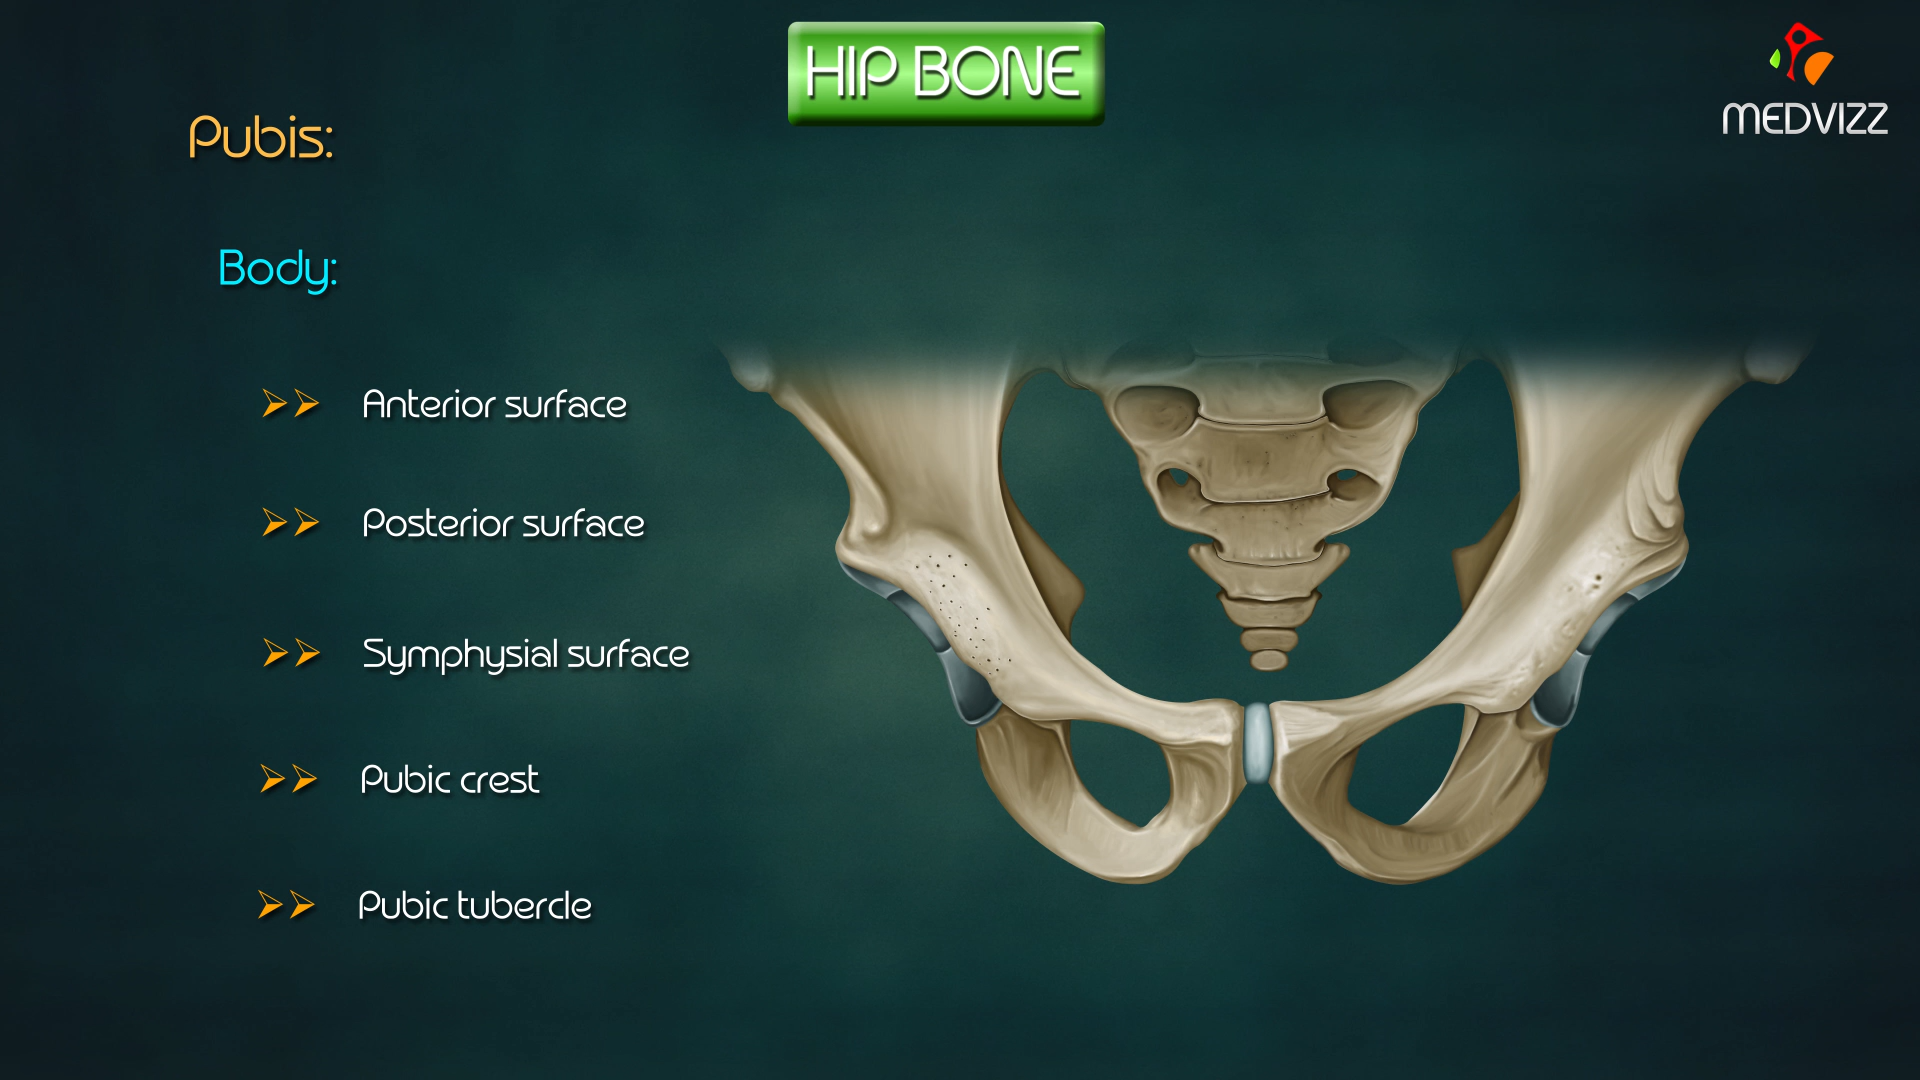 HIP BONE
MEDVIZZ
Pubis:
Body:
Anterior surface
Posterior surface
Symphysial surface
Pubic crest
Pubic tubercle